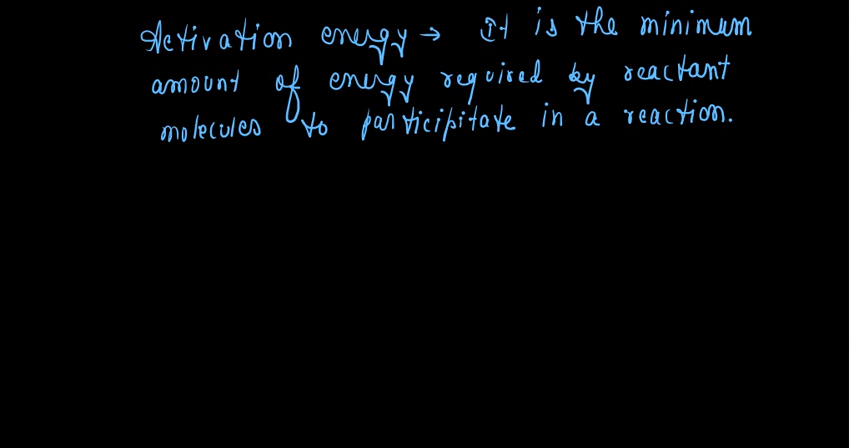 Activation energy → It is the minimum
amount of energy required by reactant
molecules to participitate in a reaction.